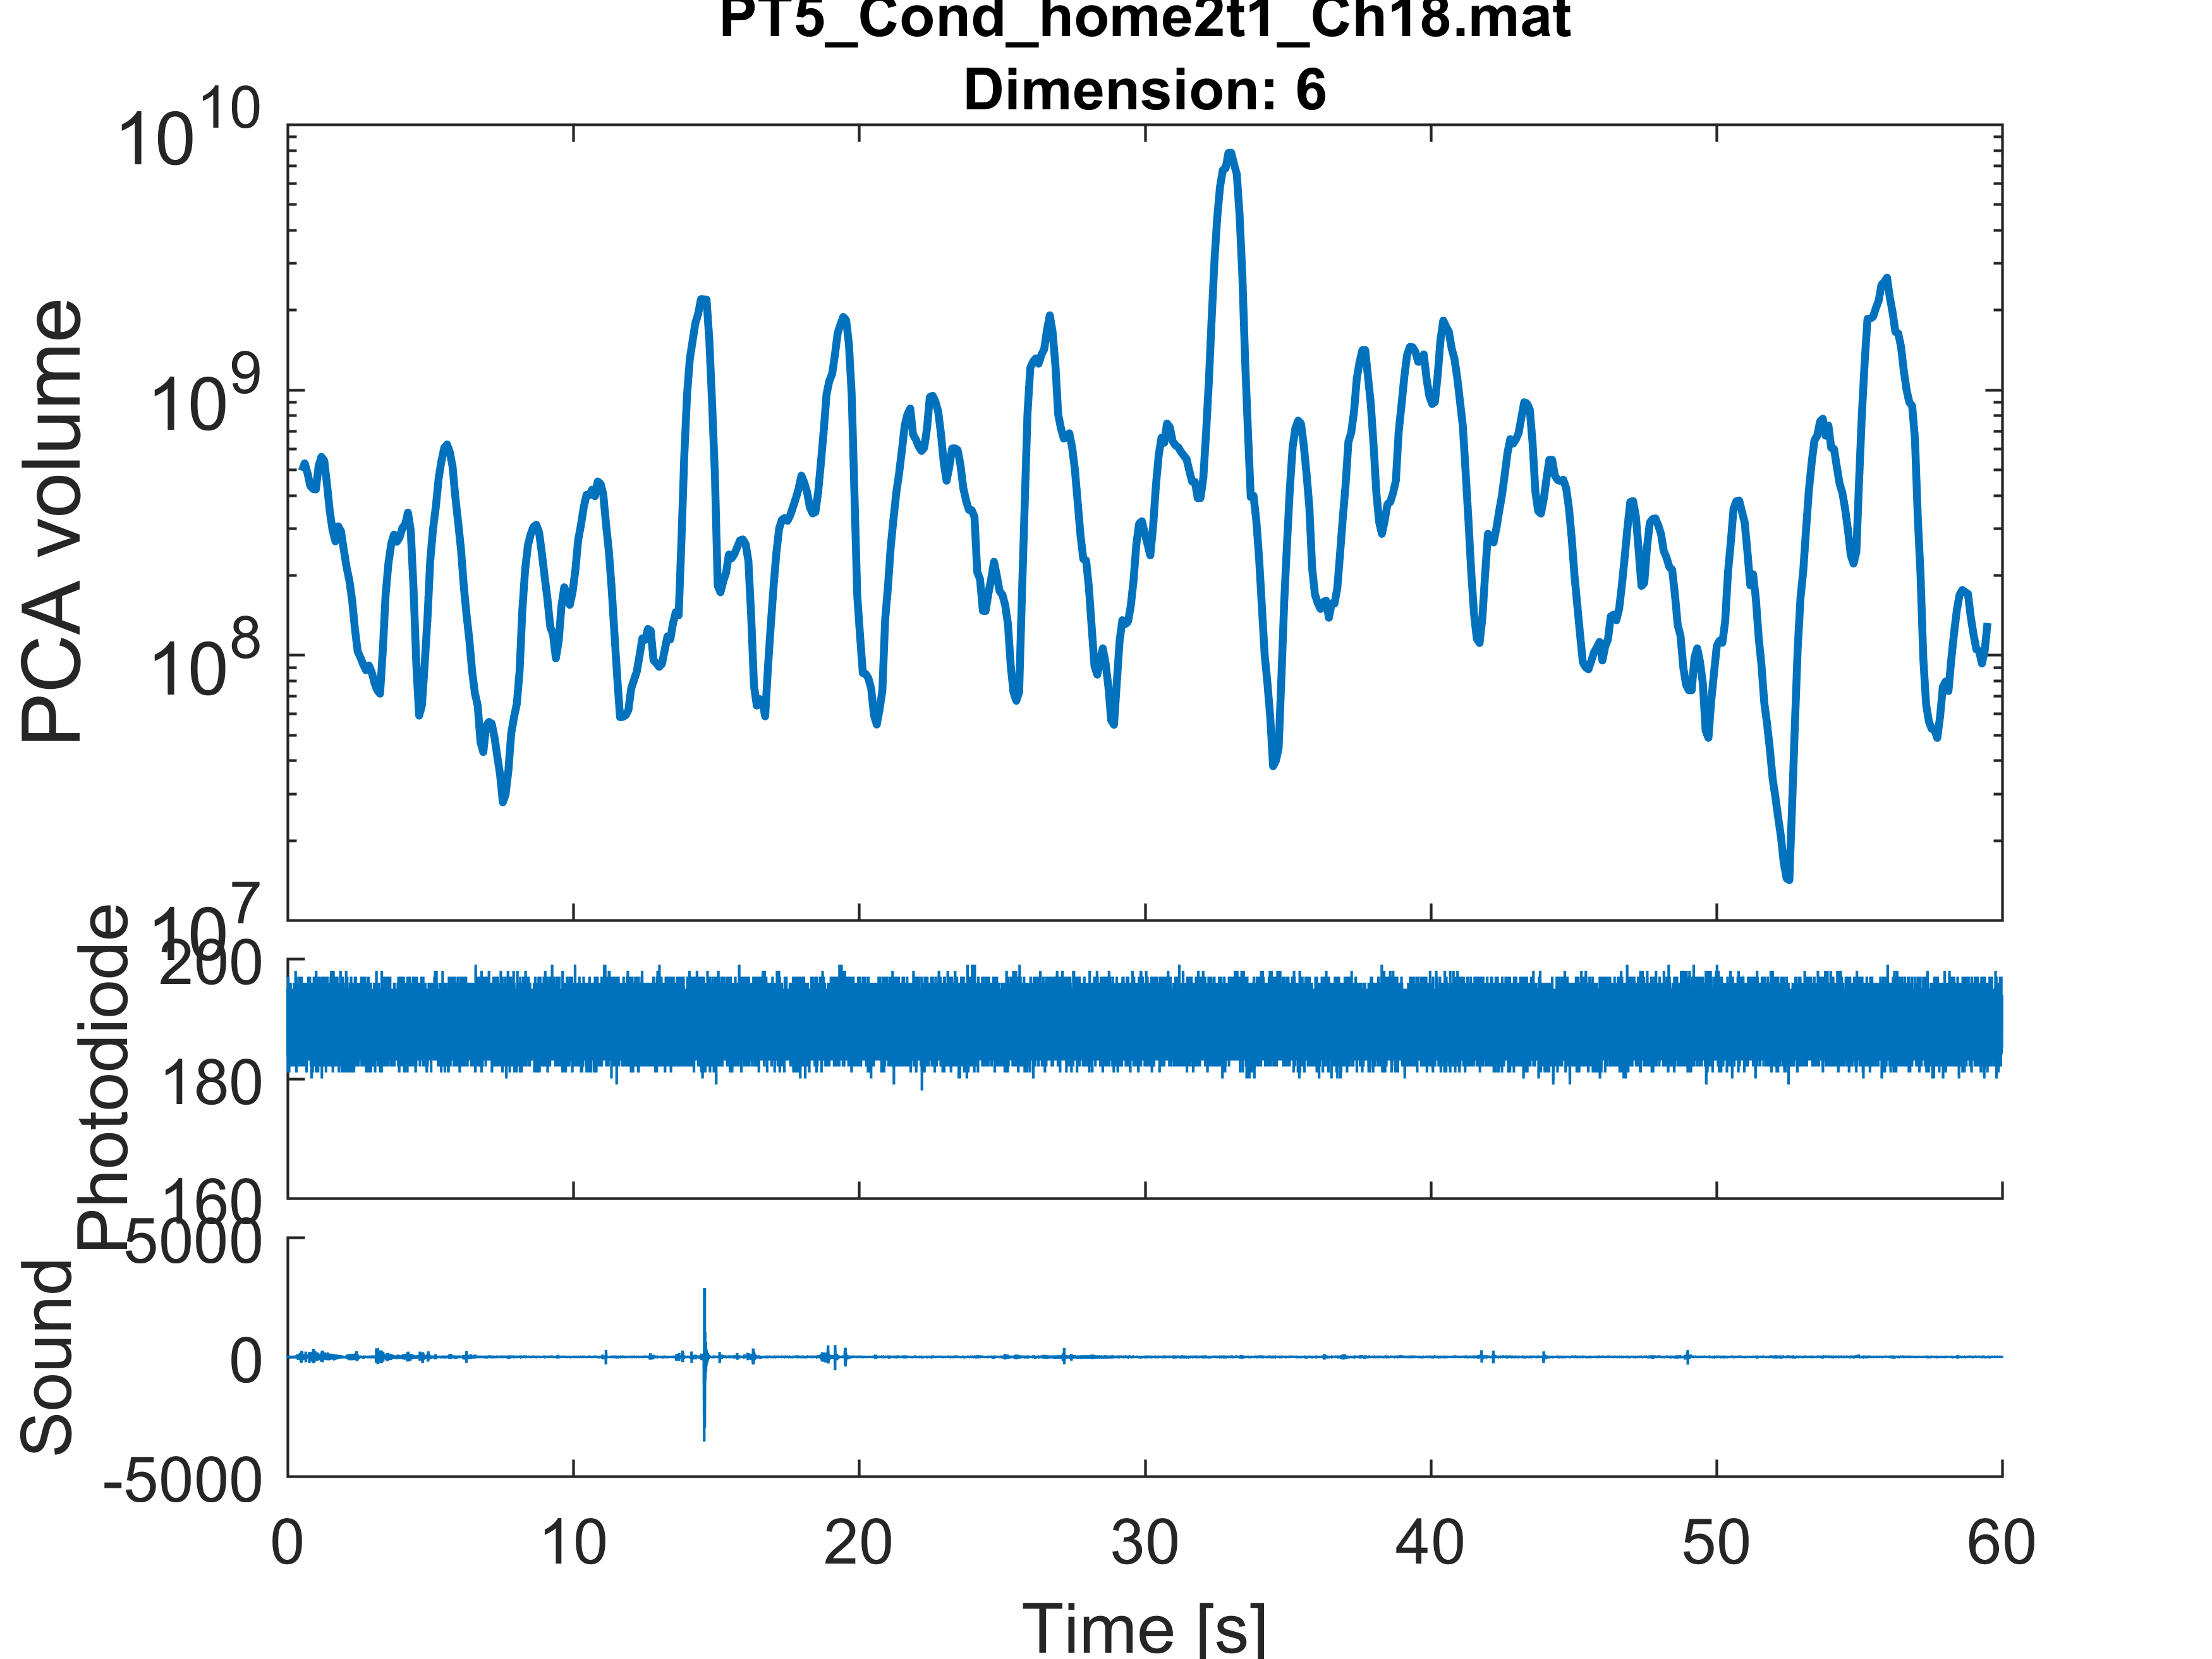 PT5_Cond_home2t1_Ch18.mat
Dimension: 6
PCA volume
10^10
10^9
10^8
10^7
Photodiode
200
180
160
Sound
5000
0
-5000
0 10 20 30 40 50 60
Time [s]